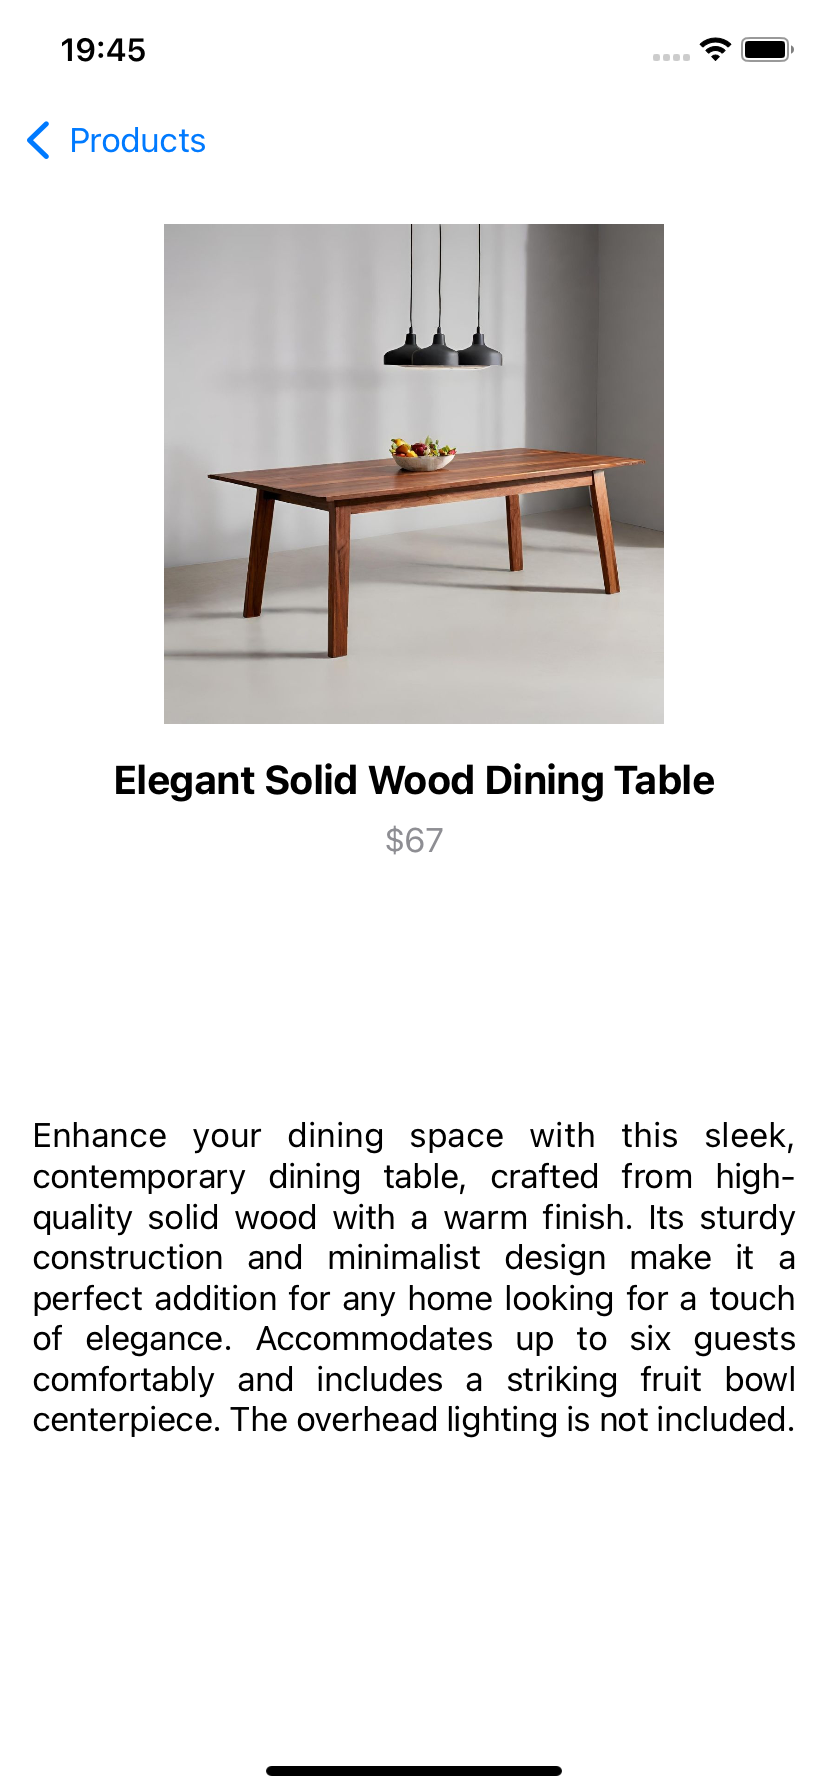 19:45
Products
Elegant Solid Wood Dining Table
$67
Enhance your dining space with this sleek,
contemporary dining table, crafted from high-
quality solid wood with a warm finish. Its sturdy
construction and minimalist design make it a
perfect addition for any home looking for a touch
of elegance. Accommodates up to six guests
comfortably and includes a striking fruit bowl
centerpiece. The overhead lighting is not included.